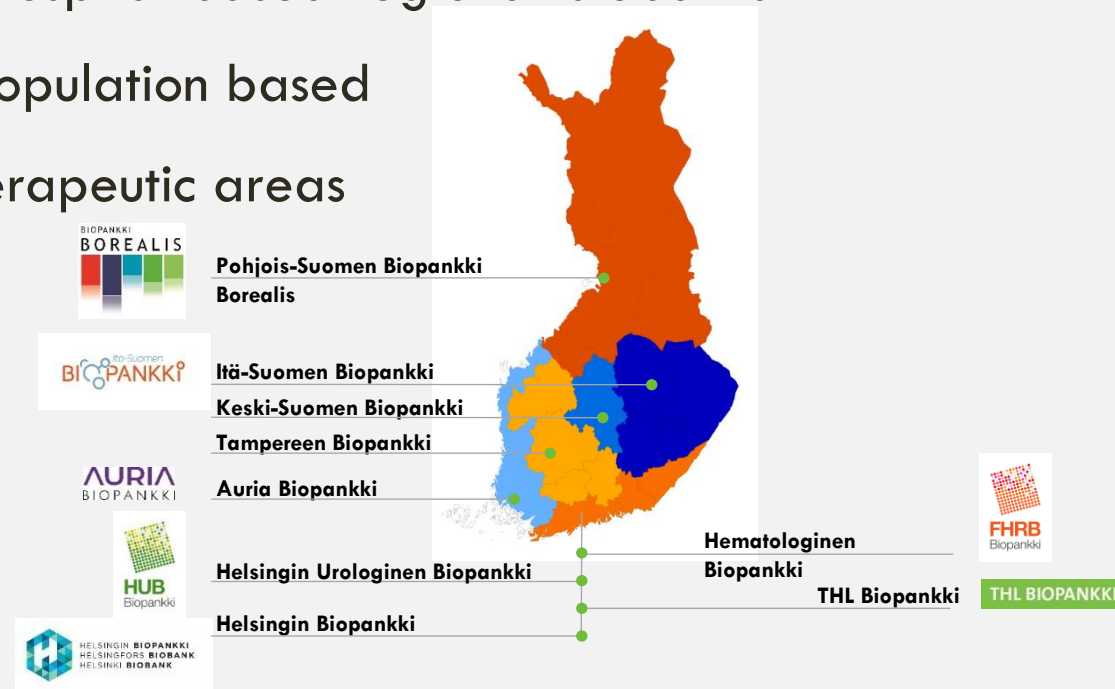 opulation based
erapeutic areas
BIOPANKKI
BOREALIS
Pohjois-Suomen Biopankki
Borealis
Itä-Suomen
BIOPANKKI
Itä-Suomen Biopankki
Keski-Suomen Biopankki
Tampereen Biopankki
AURIA
BIOPANKKI
Auria Biopankki
HUB
Biopankki
Helsingin Urologinen Biopankki
Hematologinen
Biopankki
FHRB
Biopankki
THL Biopankki
THL BIOPANKKI
Helsingin Biopankki
HELSINGIN BIOPANKKI
HELSINGFORS BIOBANK
HELSINKI BIOBANK